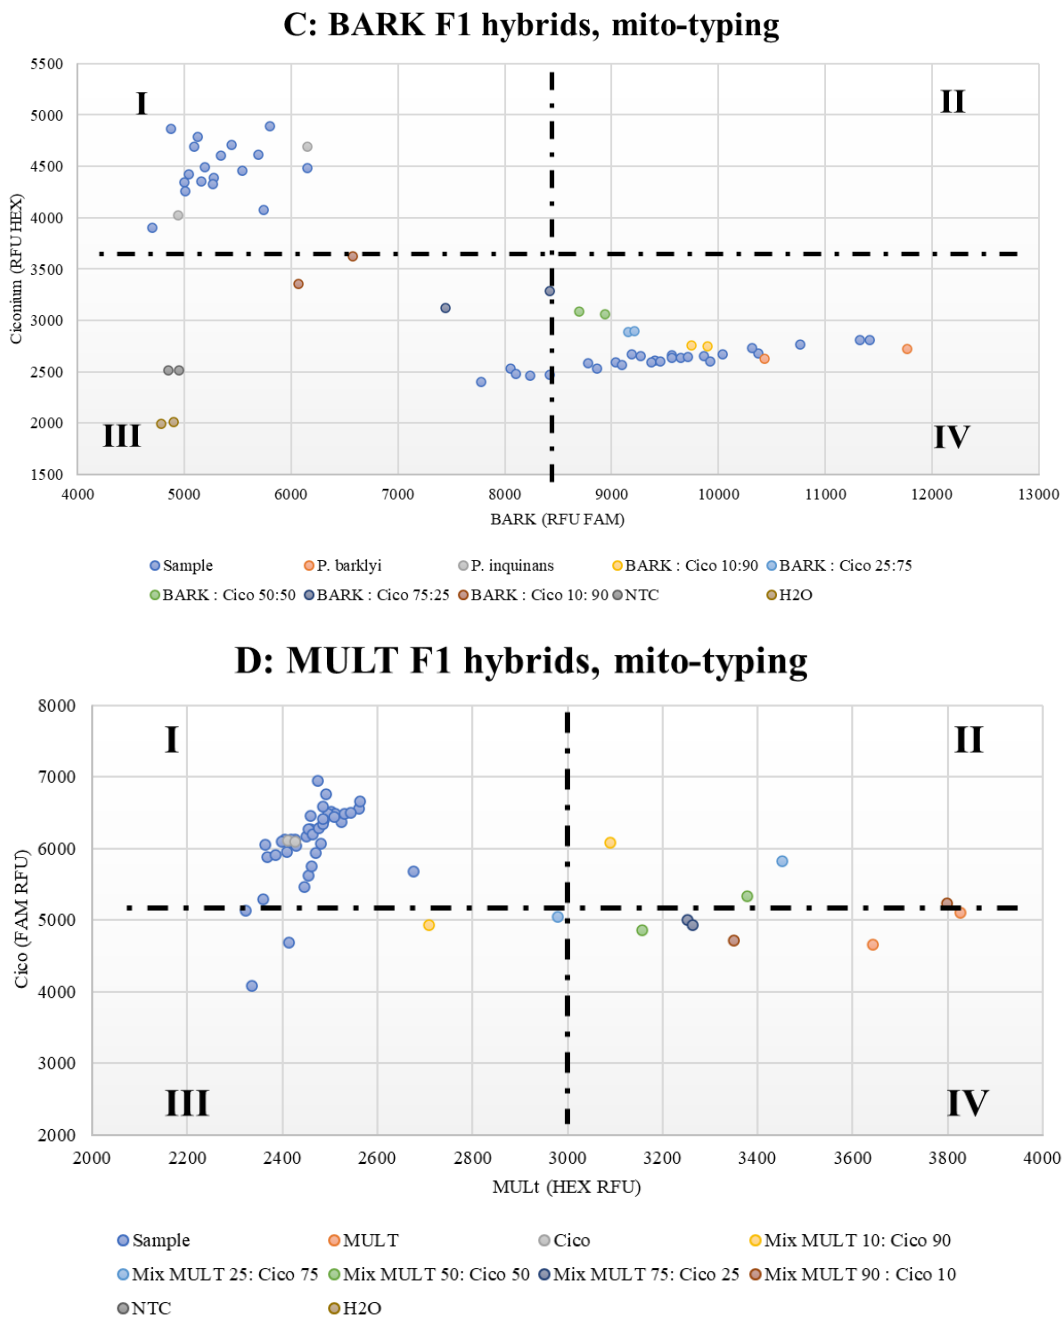 C: BARK F1 hybrids, mito-typing
5500
I
II
5000
4500
4000
3500
3000
2500
2000
III
IV
1500
Ciconium (RFU HEX)
4000 5000 6000 7000 8000 9000 10000 11000 12000 13000
BARK (RFU FAM)
Sample P. barklyi P. inquinans BARK : Cico 10:90 BARK : Cico 25:75
BARK : Cico 50:50 BARK : Cico 75:25 BARK : Cico 10: 90 NTC H2O
D: MULT F1 hybrids, mito-typing
8000
I
II
7000
6000
5000
4000
3000
III
IV
2000
Cico (FAM RFU)
2000 2200 2400 2600 2800 3000 3200 3400 3600 3800 4000
MULt (HEX RFU)
Sample MULT Cico Mix MULT 10: Cico 90
Mix MULT 25: Cico 75 Mix MULT 50: Cico 50 Mix MULT 75: Cico 25 Mix MULT 90 : Cico 10
NTC H2O